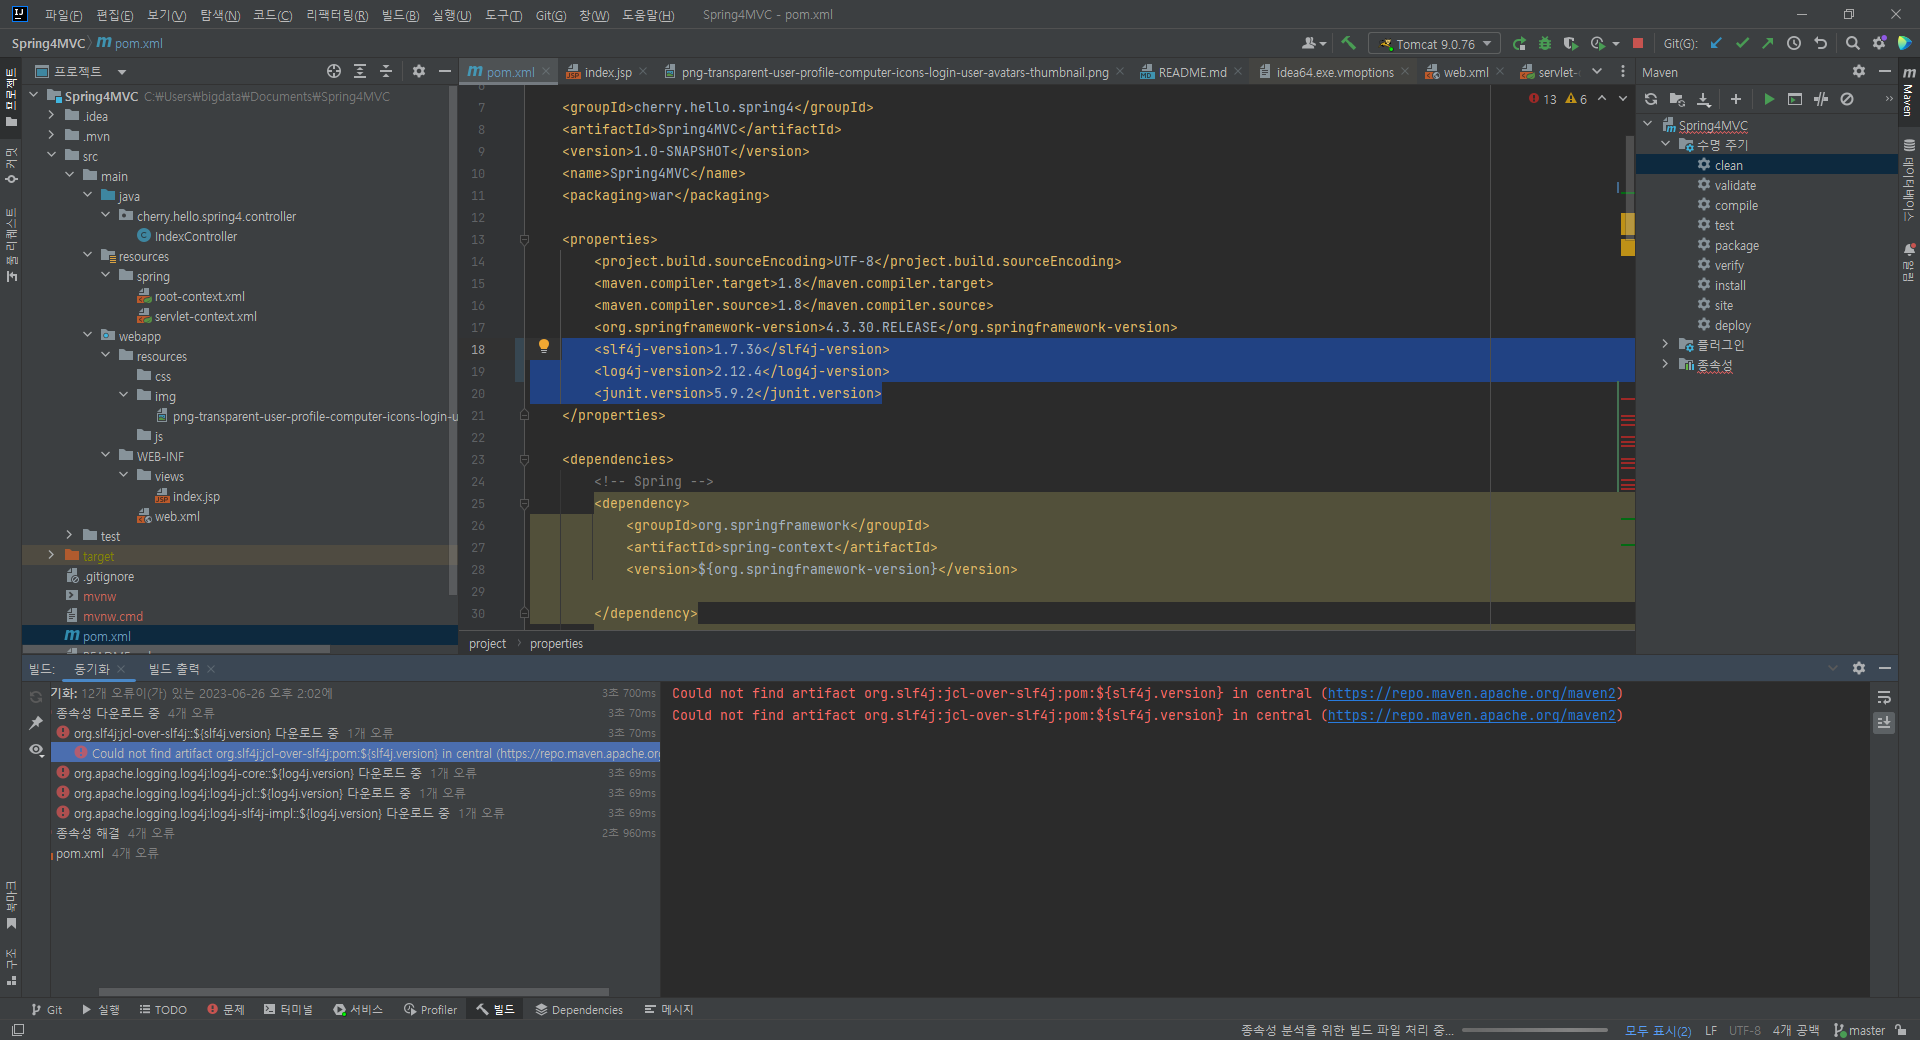 파일(F) 편집(E) 보기(V) 탐색(N) 코드(C) 리팩터링(R) 빌드(B) 실행(U) 도구(T) Git(G) 창(W) 도움말(H) Spring4MVC - pom.xml
Spring4MVC pom.xml Tomcat 9.0.76 Git(G):
프로젝트
커밋
풀 리퀘스트
북마크
구조
프로젝트
Spring4MVC C:₩Users₩bigdata₩Documents₩Spring4MVC
.idea
.mvn
src
main
java
cherry.hello.spring4.controller
IndexController
resources
spring
root-context.xml
servlet-context.xml
webapp
resources
css
img
png-transparent-user-profile-computer-icons-login-u
js
WEB-INF
views
index.jsp
web.xml
test
target
.gitignore
mvnw
mvnw.cmd
pom.xml
pom.xml index.jsp png-transparent-user-profile-computer-icons-login-user-avatars-thumbnail.png README.md idea64.exe.vmoptions web.xml servlet-
13 6
7 <groupId>cherry.hello.spring4</groupId>
8 <artifactId>Spring4MVC</artifactId>
9 <version>1.0-SNAPSHOT</version>
10 <name>Spring4MVC</name>
11 <packaging>war</packaging>
12
13 <properties>
14 <project.build.sourceEncoding>UTF-8</project.build.sourceEncoding>
15 <maven.compiler.target>1.8</maven.compiler.target>
16 <maven.compiler.source>1.8</maven.compiler.source>
17 <org.springframework-version>4.3.30.RELEASE</org.springframework-version>
18 <slf4j-version>1.7.36</slf4j-version>
19 <log4j-version>2.12.4</log4j-version>
20 <junit.version>5.9.2</junit.version>
21 </properties>
22
23 <dependencies>
24 <!-- Spring -->
25 <dependency>
26 <groupId>org.springframework</groupId>
27 <artifactId>spring-context</artifactId>
28 <version>${org.springframework-version}</version>
29
30 </dependency>
project properties
Maven
Spring4MVC
수명 주기
clean
validate
compile
test
package
verify
install
site
deploy
플러그인
종속성
Maven
데이터베이스
알림
빌드: 동기화 빌드 출력
기화: 12개 오류이(가) 있는 2023-06-26 오후 2:02에 3초 700ms
종속성 다운로드 중 4개 오류 3초 70ms
org.slf4j:jcl-over-slf4j::${slf4j.version} 다운로드 중 1개 오류 3초 70ms
Could not find artifact org.slf4j:jcl-over-slf4j:pom:${slf4j.version} in central (https://repo.maven.apache.or
org.apache.logging.log4j:log4j-core::${log4j.version} 다운로드 중 1개 오류 3초 69ms
org.apache.logging.log4j:log4j-jcl::${log4j.version} 다운로드 중 1개 오류 3초 69ms
org.apache.logging.log4j:log4j-slf4j-impl::${log4j.version} 다운로드 중 1개 오류 3초 69ms
종속성 해결 4개 오류 2초 960ms
pom.xml 4개 오류
Could not find artifact org.slf4j:jcl-over-slf4j:pom:${slf4j.version} in central (https://repo.maven.apache.org/maven2)
Could not find artifact org.slf4j:jcl-over-slf4j:pom:${slf4j.version} in central (https://repo.maven.apache.org/maven2)
Git 실행 TODO 문제 터미널 서비스 Profiler 빌드 Dependencies 메시지
종속성 분석을 위한 빌드 파일 처리 중... 모두 표시(2) LF UTF-8 4개 공백 master